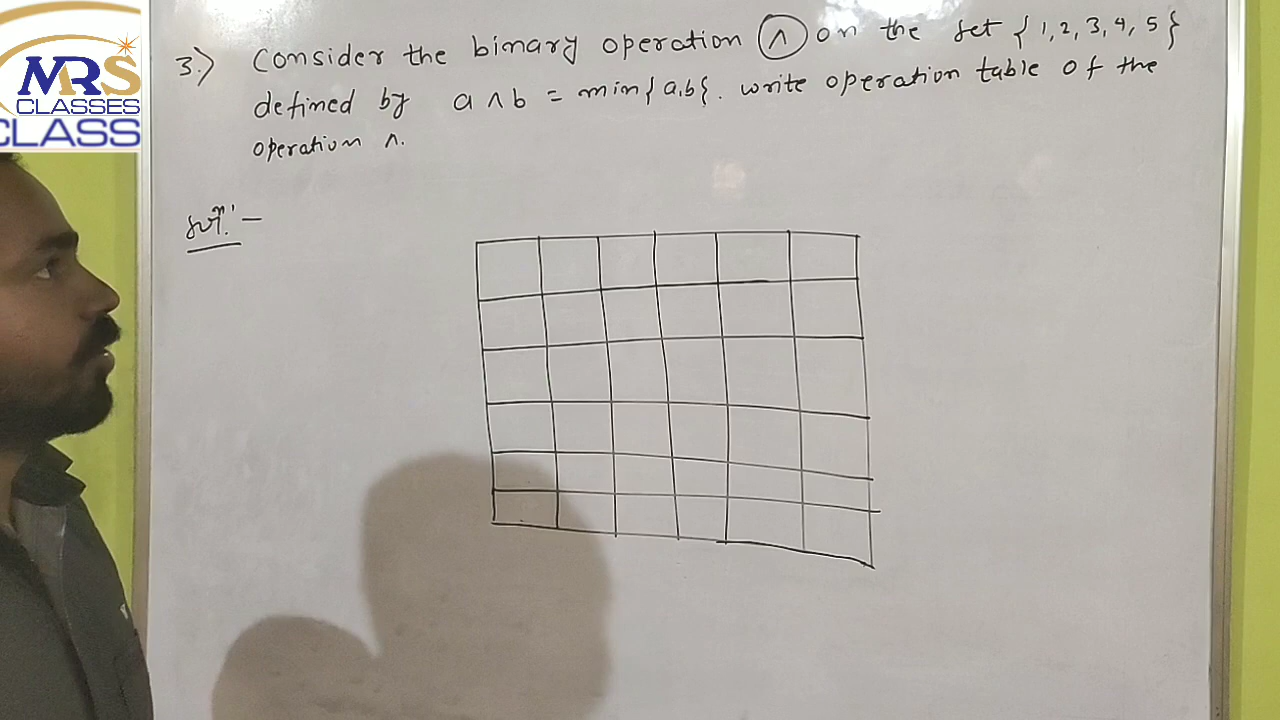 MRS
CLASSES
CLASS
3.) Consider the binary operation ∧ on the set {1, 2, 3, 4, 5}
defined by a ∧ b = min{a,b}. write operation table of the
operation ∧.
Solⁿ:-